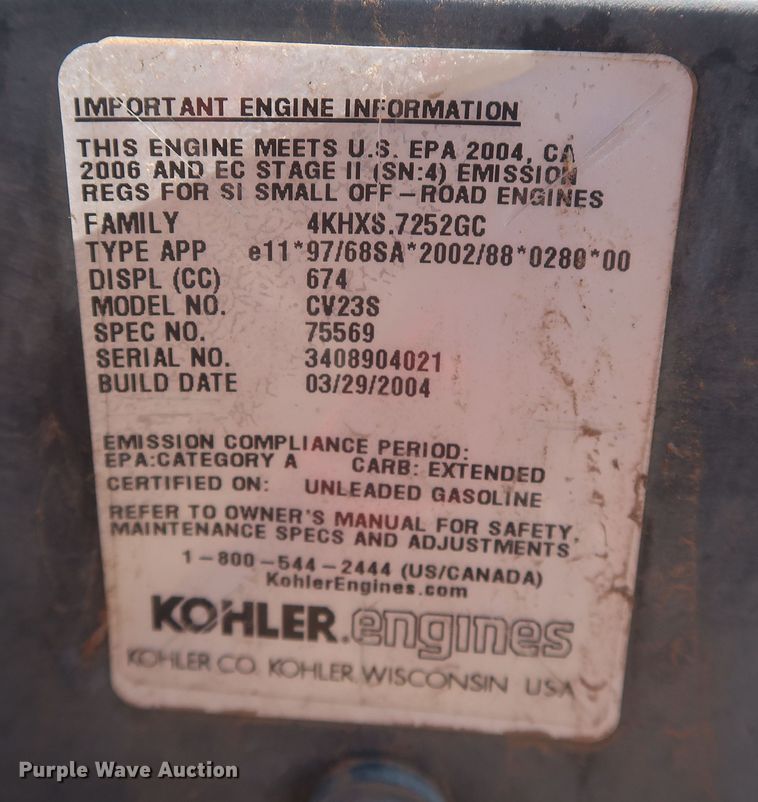 IMPORTANT ENGINE INFORMATION
THIS ENGINE MEETS U.S. EPA 2004, CA
2006 AND EC STAGE II (SN:4) EMISSION
REGS FOR SI SMALL OFF-ROAD ENGINES
FAMILY 4KHXS.7252GC
TYPE APP e11*97/68SA*2002/88*0280*00
DISPL (CC) 674
MODEL NO. CV23S
SPEC NO. 75569
SERIAL NO. 3408904021
BUILD DATE 03/29/2004
EMISSION COMPLIANCE PERIOD:
EPA:CATEGORY A CARB: EXTENDED
CERTIFIED ON: UNLEADED GASOLINE
REFER TO OWNER'S MANUAL FOR SAFETY,
MAINTENANCE SPECS AND ADJUSTMENTS
1-800-544-2444 (US/CANADA)
KohlerEngines.com
KOHLER engines
KOHLER CO. KOHLER WISCONSIN USA
Purple Wave Auction